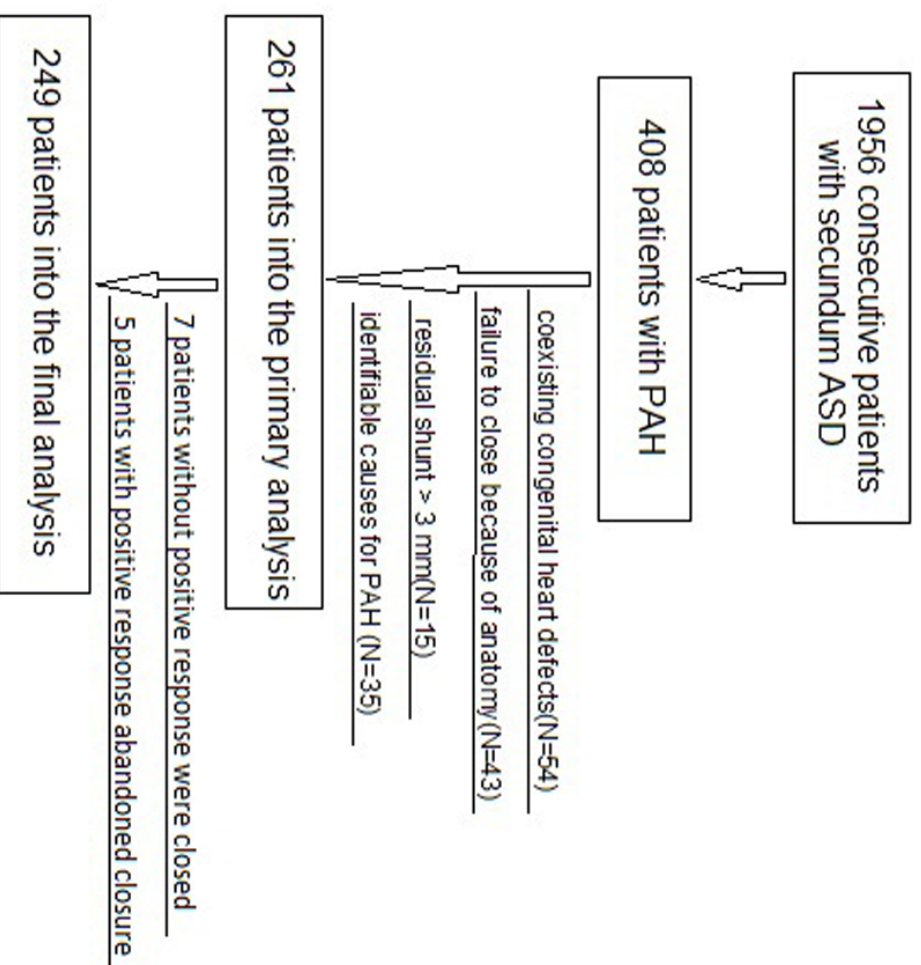 1956 consecutive patients
with secundum ASD
408 patients with PAH
coexisting congenital heart defects(N=54)
failure to close because of anatomy(N=43)
residual shunt > 3 mm(N=15)
identifiable causes for PAH (N=35)
261 patients into the primary analysis
7 patients without positive response were closed
5 patients with positive response abandoned closure
249 patients into the final analysis